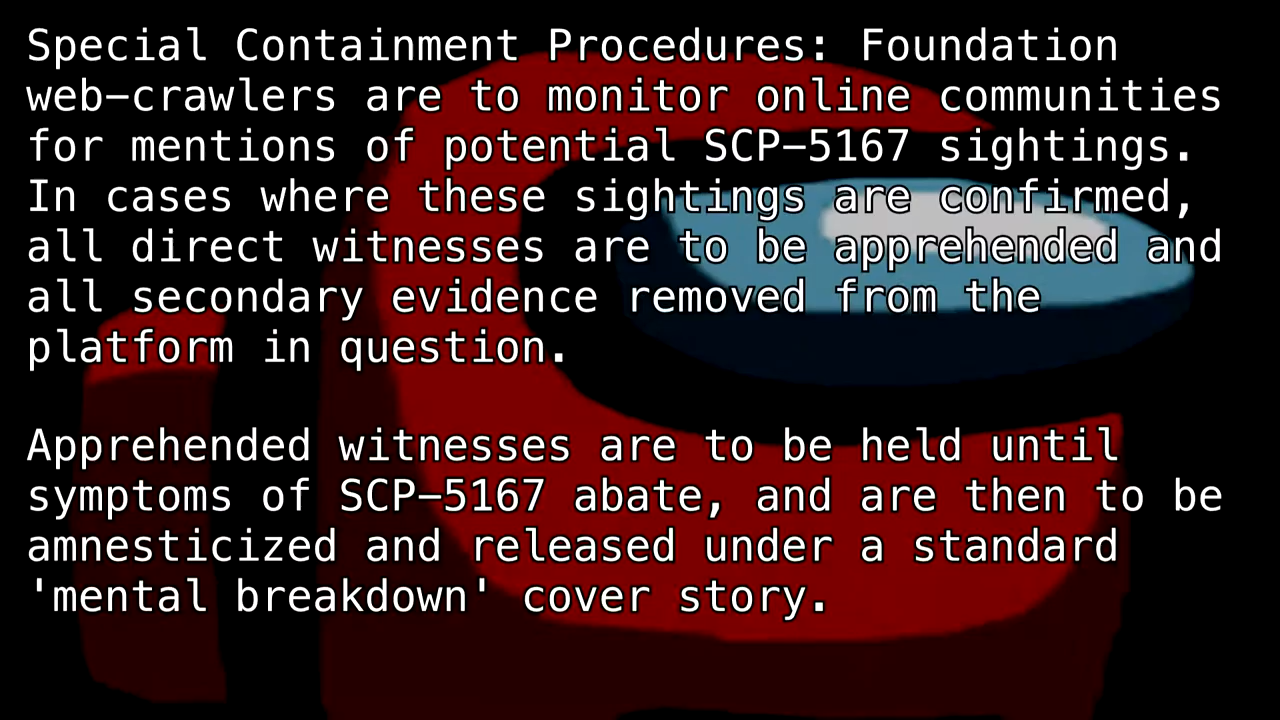 Special Containment Procedures: Foundation
web-crawlers are to monitor online communities
for mentions of potential SCP-5167 sightings.
In cases where these sightings are confirmed,
all direct witnesses are to be apprehended and
all secondary evidence removed from the
platform in question.
Apprehended witnesses are to be held until
symptoms of SCP-5167 abate, and are then to be
amnesticized and released under a standard
'mental breakdown' cover story.